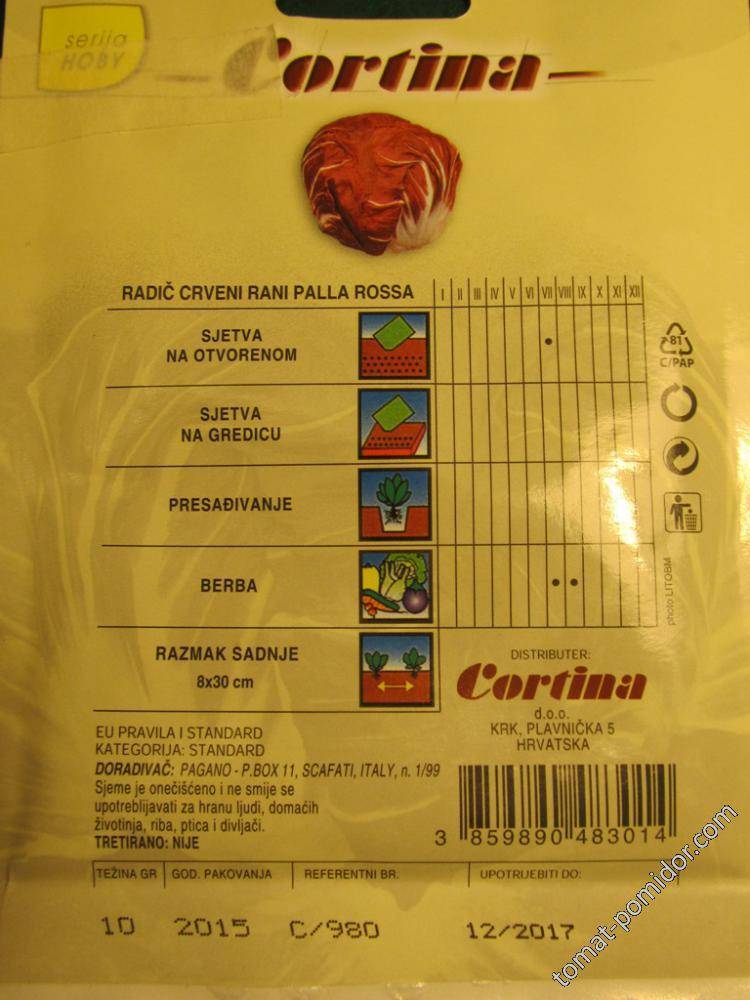 serija
HOBY
Cortina
RADIČ CRVENI RANI PALLA ROSSA I II III IV V VI VII VIII IX X XI XII
SJETVA
NA OTVORENOM
81
C/PAP
SJETVA
NA GREDICU
PRESAĐIVANJE
BERBA
photo:LITOBM
RAZMAK SADNJE
8x30 cm
DISTRIBUTER:
Cortina
d.o.o.
KRK, PLAVNIČKA 5
HRVATSKA
EU PRAVILA I STANDARD
KATEGORIJA: STANDARD
DORADIVAČ: PAGANO - P.BOX 11, SCAFATI, ITALY, n. 1/99
Sjeme je onečišćeno i ne smije se
upotrebljavati za hranu ljudi, domaćih
životinja, riba, ptica i divljači.
TRETIRANO: NIJE
3 859890 483014
TEŽINA GR GOD. PAKOVANJA REFERENTNI BR. UPOTRIJEBITI DO:
10 2015 C/980 12/2017
tomat-pomidor.com